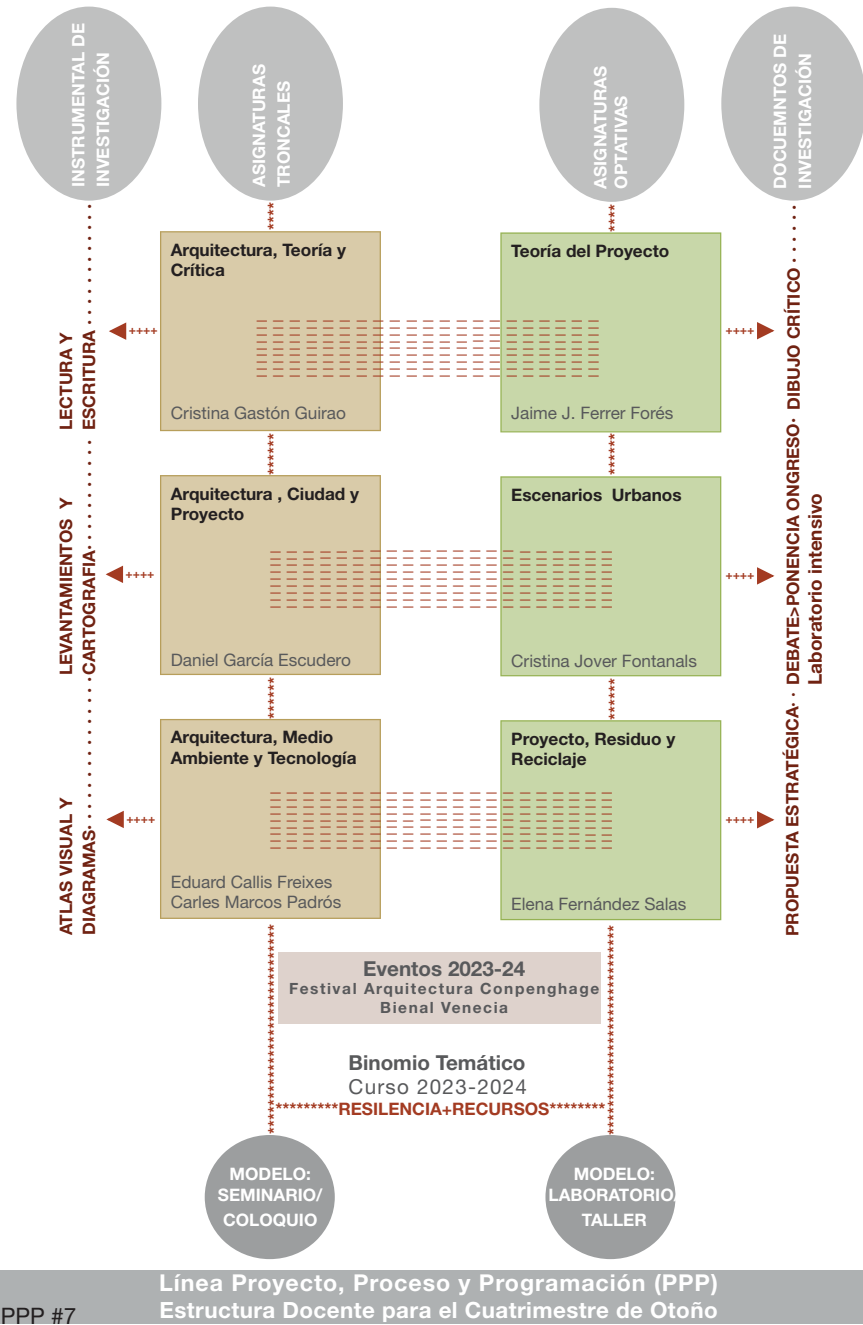 INSTRUMENTAL DE
INVESTIGACIÓN
ASIGNATURAS
TRONCALES
ASIGNATURAS
OPTATIVAS
DOCUEMNTOS DE
INVESTIGACIÓN
LECTURA Y
ESCRITURA
Arquitectura, Teoría y
Crítica
Cristina Gastón Guirao
Teoría del Proyecto
Jaime J. Ferrer Forés
DIBUJO CRÍTICO
LEVANTAMIENTOS Y
CARTOGRAFIA
Arquitectura , Ciudad y
Proyecto
Daniel García Escudero
Escenarios Urbanos
Cristina Jover Fontanals
DEBATE>PONENCIA ONGRESO
Laboratorio intensivo
ATLAS VISUAL Y
DIAGRAMAS
Arquitectura, Medio
Ambiente y Tecnología
Eduard Callis Freixes
Carles Marcos Padrós
Proyecto, Residuo y
Reciclaje
Elena Fernández Salas
PROPUESTA ESTRATÉGICA
Eventos 2023-24
Festival Arquitectura Conpenghage
Bienal Venecia
Binomio Temático
Curso 2023-2024
*********RESILENCIA+RECURSOS********
MODELO:
SEMINARIO/
COLOQUIO
MODELO:
LABORATORIO/
TALLER
Línea Proyecto, Proceso y Programación (PPP)
Estructura Docente para el Cuatrimestre de Otoño
PPP #7